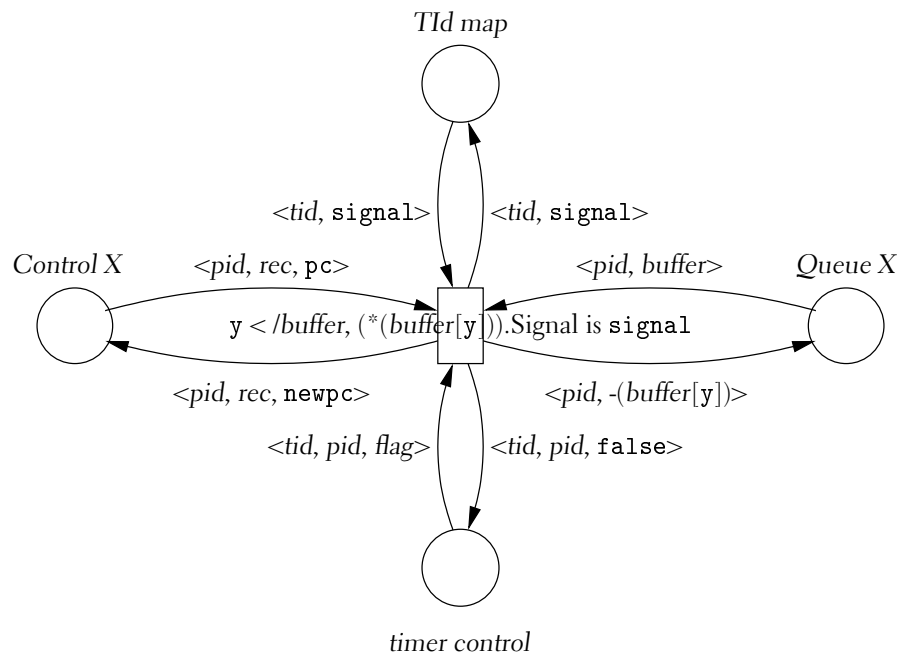 TId map
<tid, signal> <tid, signal>
Control X <pid, rec, pc> <pid, buffer> Queue X
y < /buffer, (*(buffer[y])).Signal is signal
<pid, rec, newpc> <pid, -(buffer[y])>
<tid, pid, flag> <tid, pid, false>
timer control